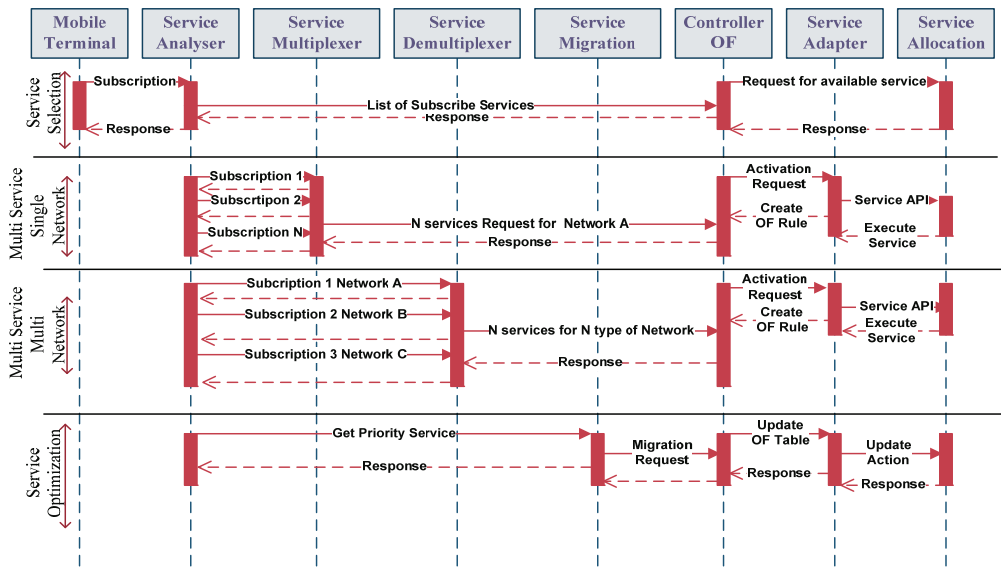 Mobile
Terminal
Service
Analyser
Service
Multiplexer
Service
Demultiplexer
Service
Migration
Controller
OF
Service
Adapter
Service
Allocation
Service
Selection
Subscription
Request for available service
List of Subscribe Services
Response
Response
Response
Multi Service
Single
Network
Subscription 1
Subscritpon 2
Subscription N
N services Request for Network A
Response
Activation
Request
Create
OF Rule
Service API
Execute
Service
Multi Service
Multi
Network
Subcription 1 Network A
Subscription 2 Network B
Subscription 3 Network C
N services for N type of Network
Response
Activation
Request
Create
OF Rule
Service API
Execute
Service
Service
Optimization
Get Priority Service
Response
Migration
Request
Update
OF Table
Response
Update
Action
Response